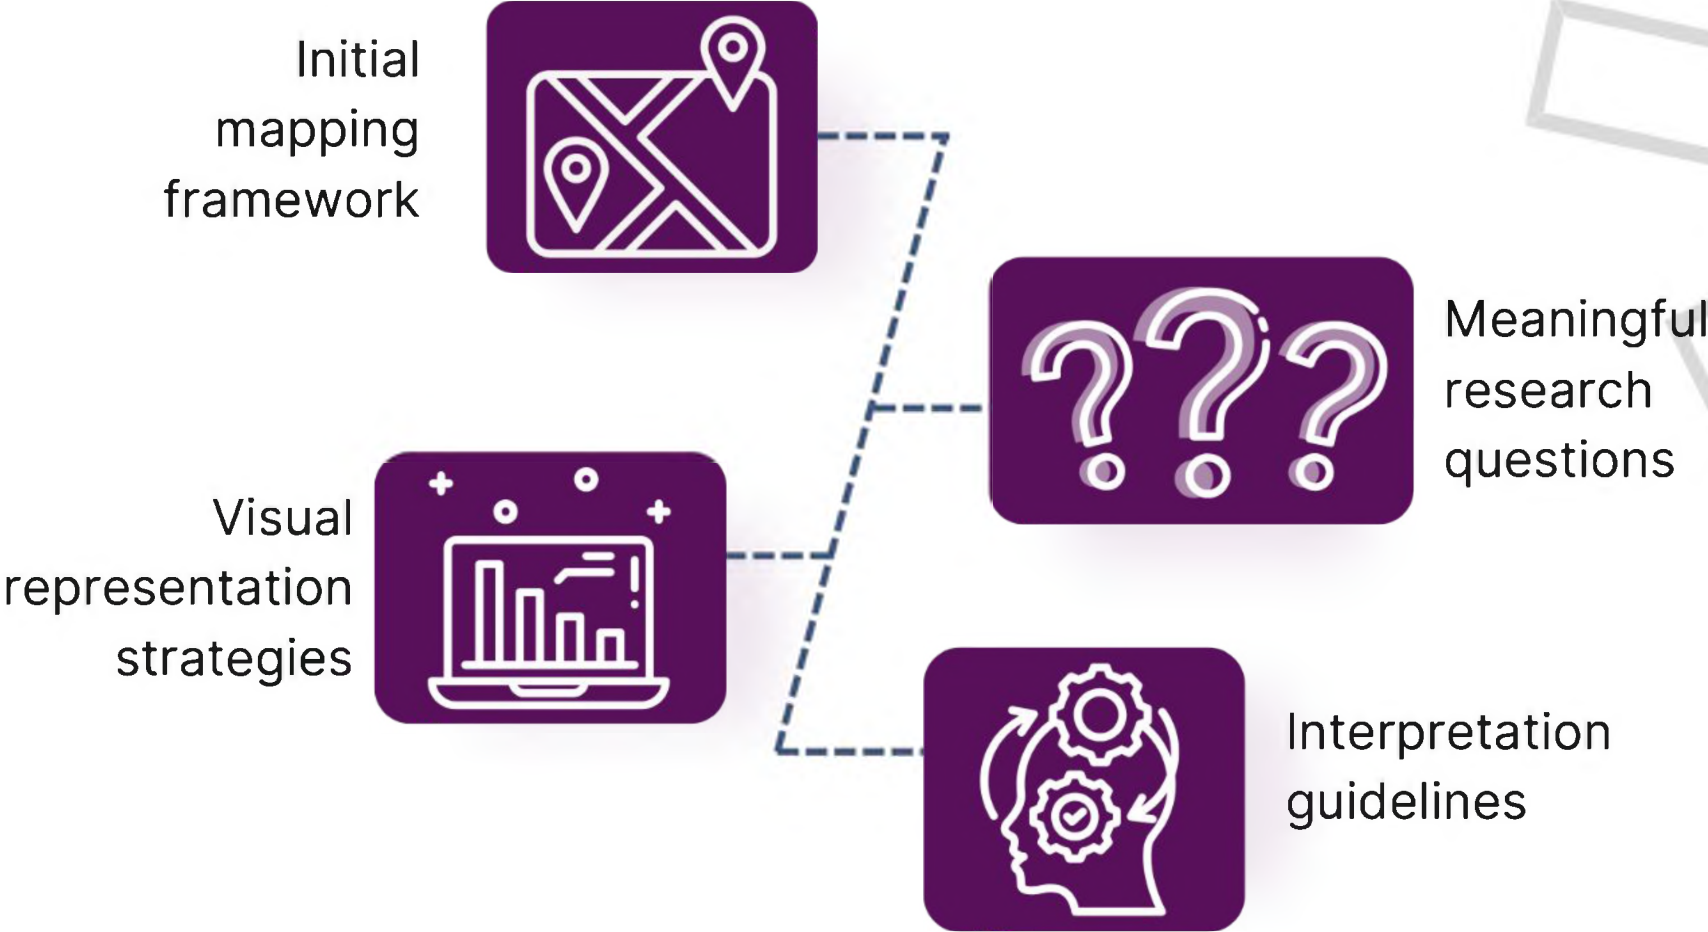 Initial
mapping
framework
Meaningful
research
questions
Visual
representation
strategies
Interpretation
guidelines